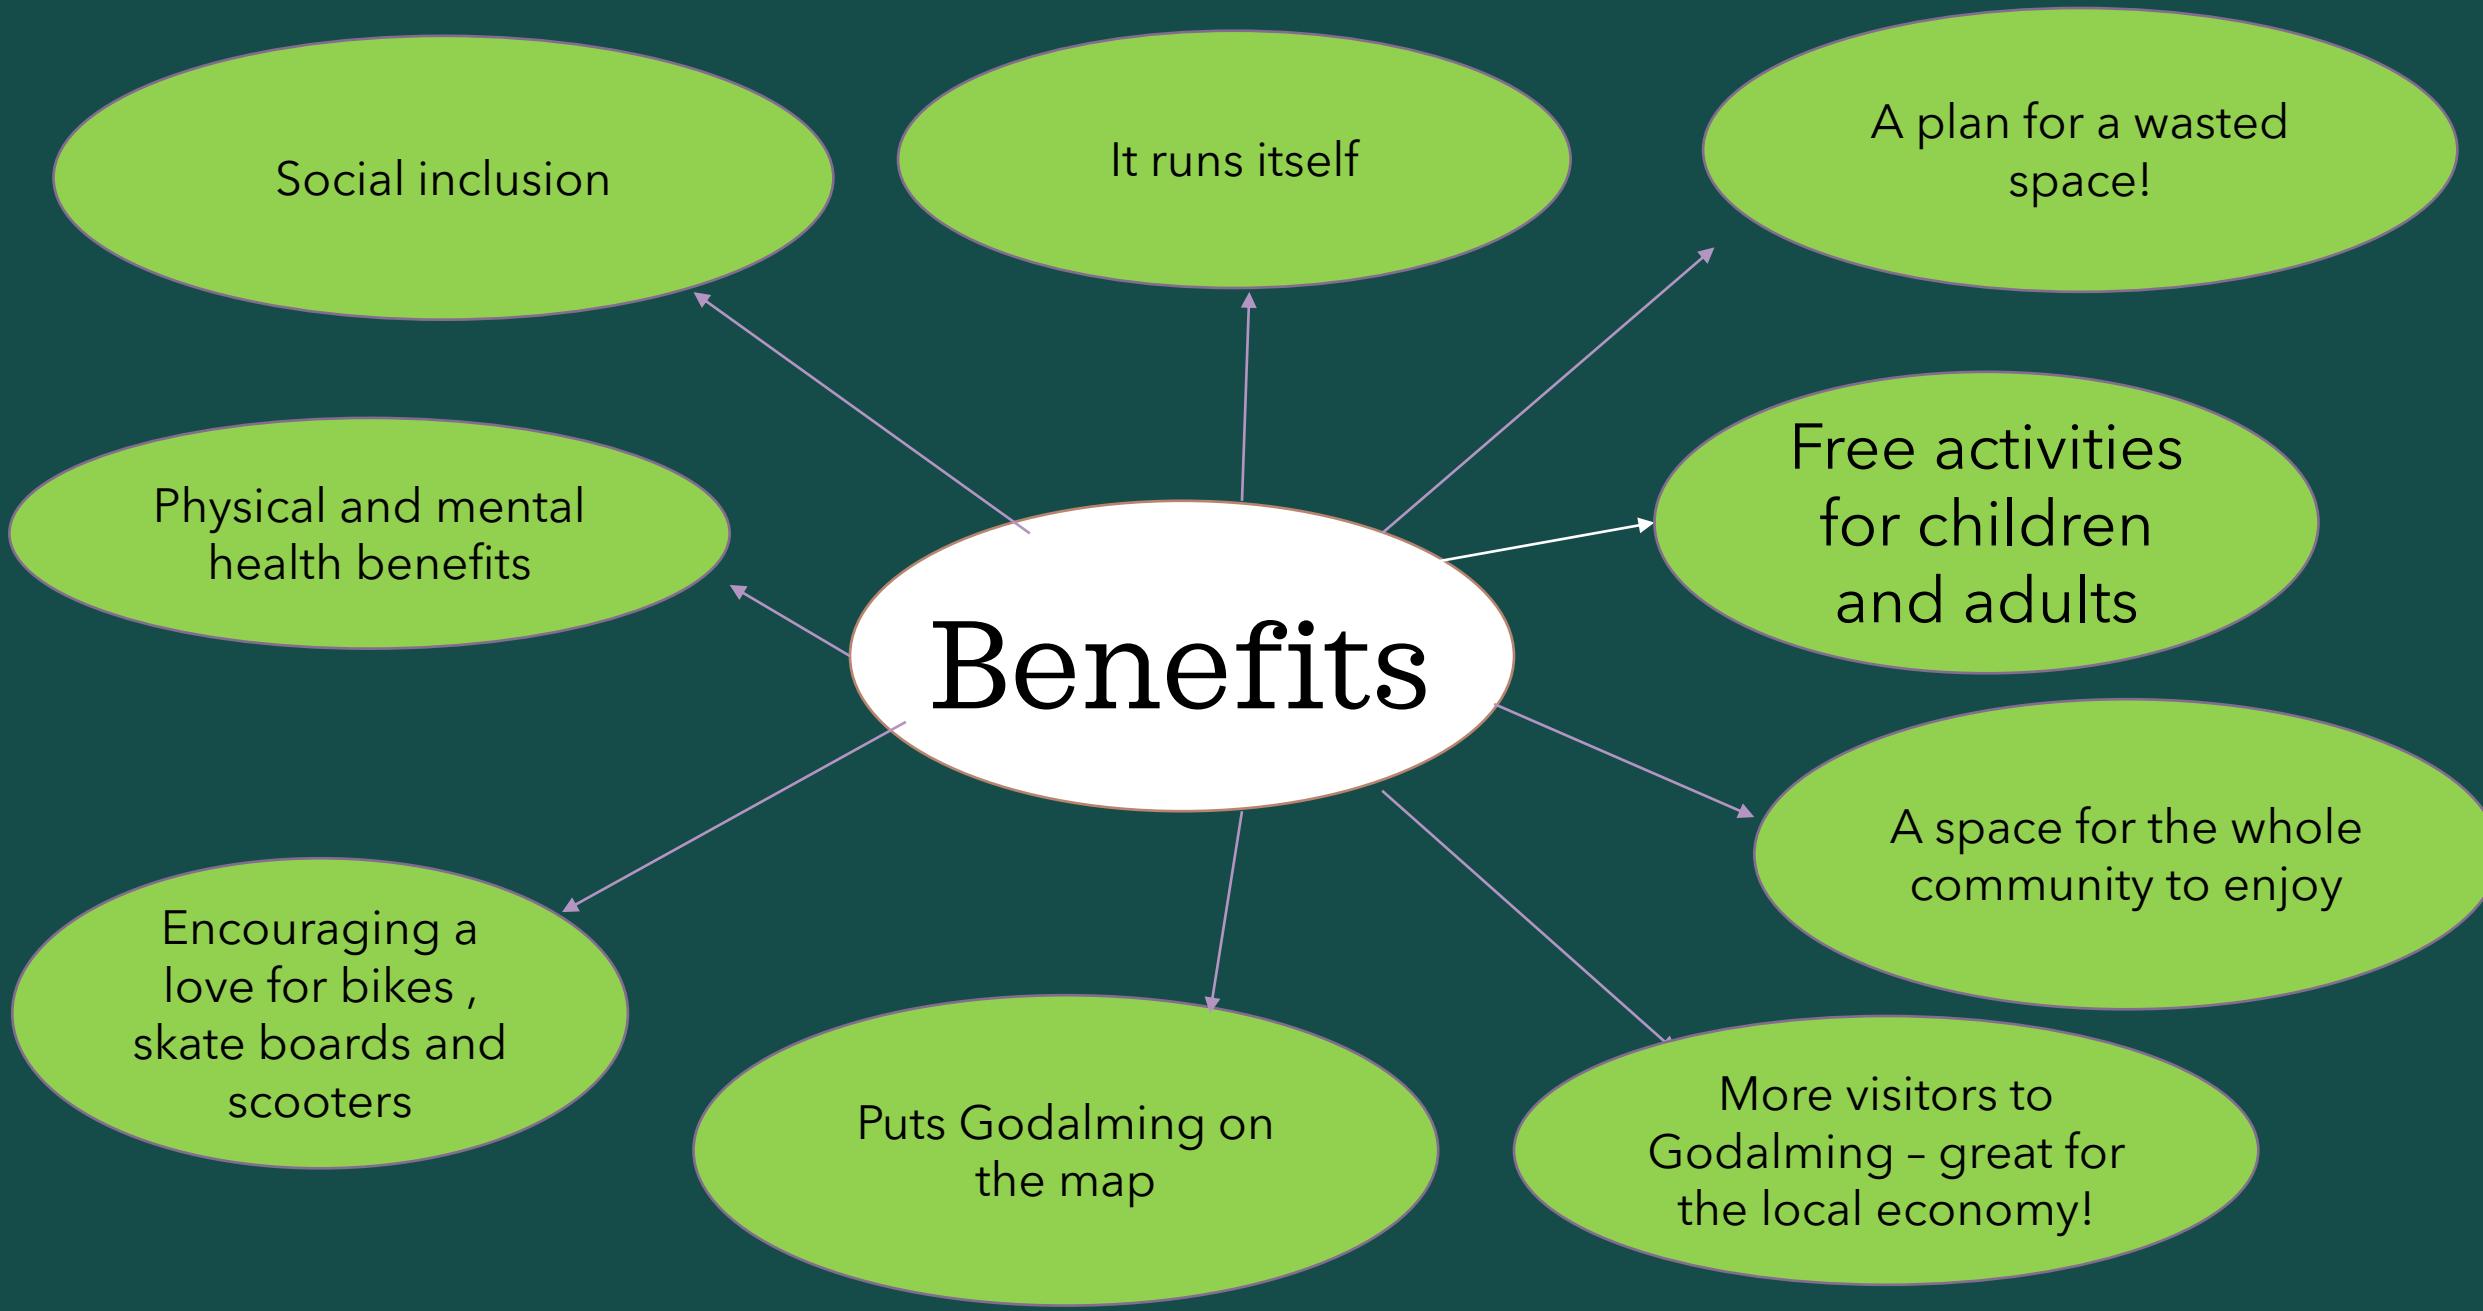 Social inclusion
It runs itself
A plan for a wasted
space!
Physical and mental
health benefits
Free activities
for children
and adults
Benefits
A space for the whole
community to enjoy
Encouraging a
love for bikes ,
skate boards and
scooters
Puts Godalming on
the map
More visitors to
Godalming – great for
the local economy!